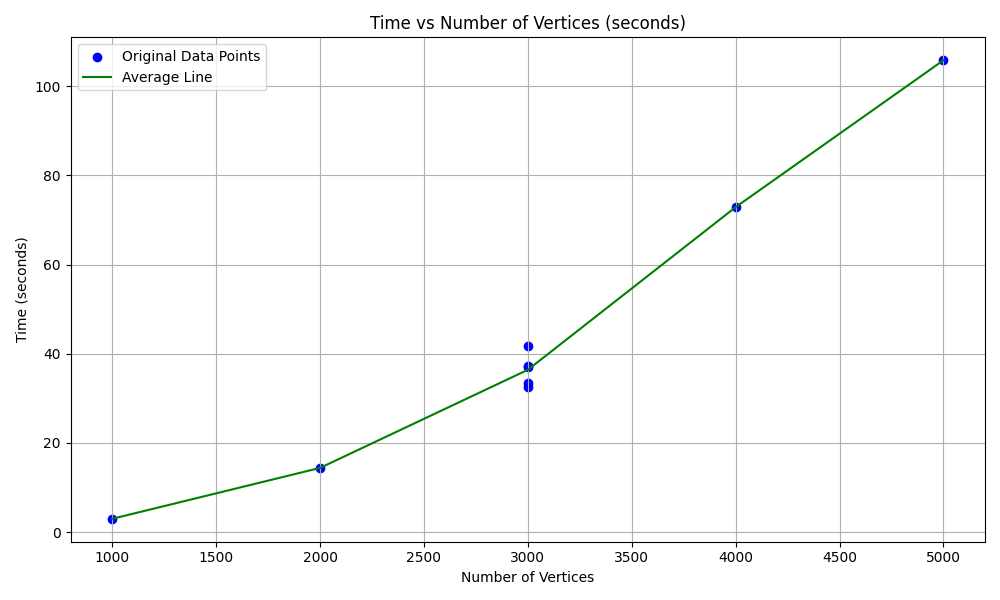 Time vs Number of Vertices (seconds)
Original Data Points
Average Line
100
80
60
40
20
0
Time (seconds)
1000 1500 2000 2500 3000 3500 4000 4500 5000
Number of Vertices